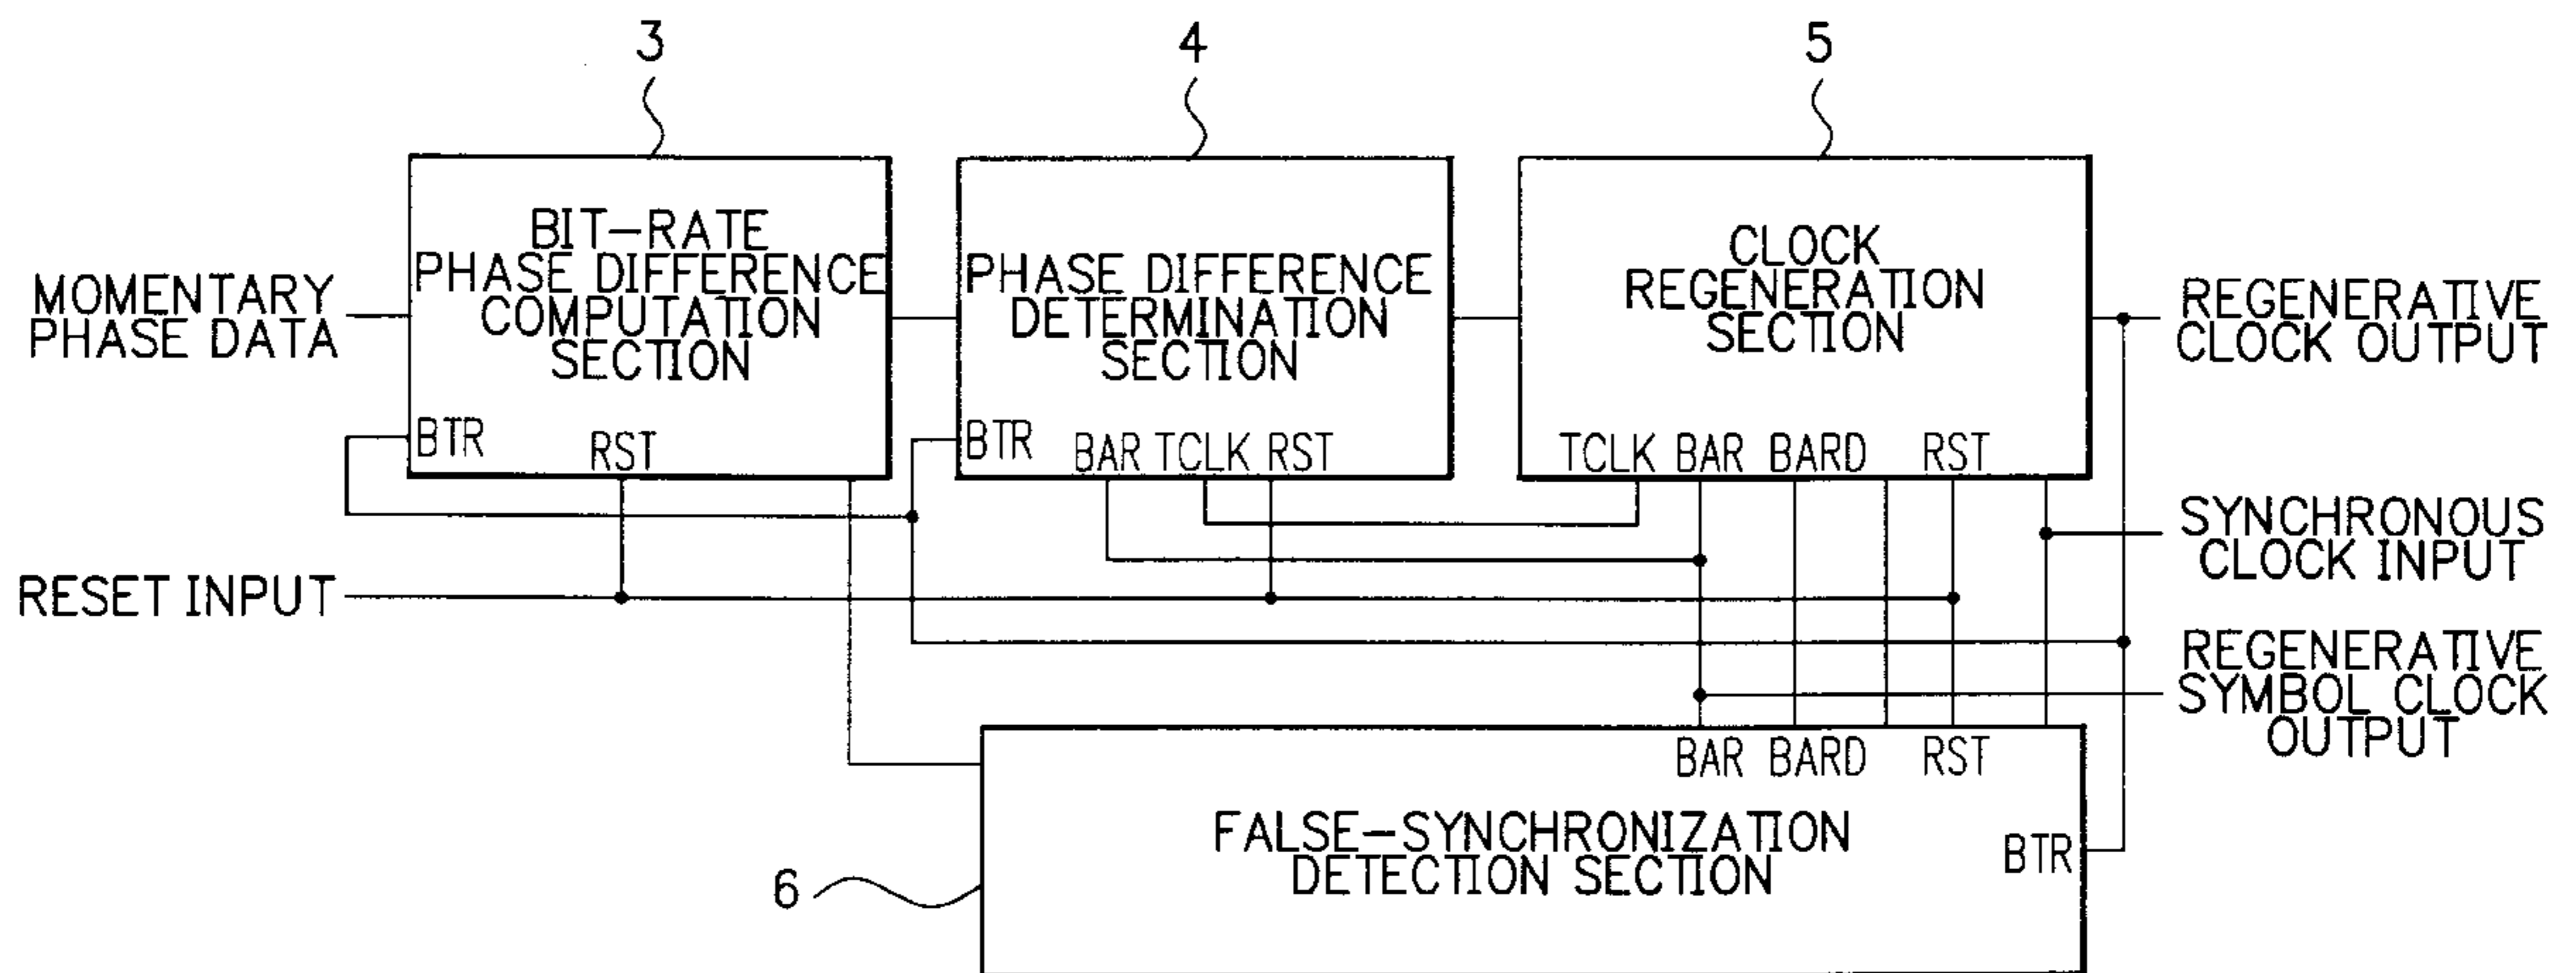 3
4
5
BIT-RATE
PHASE DIFFERENCE
COMPUTATION
SECTION
PHASE DIFFERENCE
DETERMINATION
SECTION
CLOCK
REGENERATION
SECTION
MOMENTARY
PHASE DATA
REGENERATIVE
CLOCK OUTPUT
BTR
RST
BTR
BAR TCLK RST
TCLK BAR BARD RST
SYNCHRONOUS
CLOCK INPUT
RESET INPUT
REGENERATIVE
SYMBOL CLOCK
OUTPUT
BAR BARD RST
FALSE-SYNCHRONIZATION
DETECTION SECTION
BTR
6